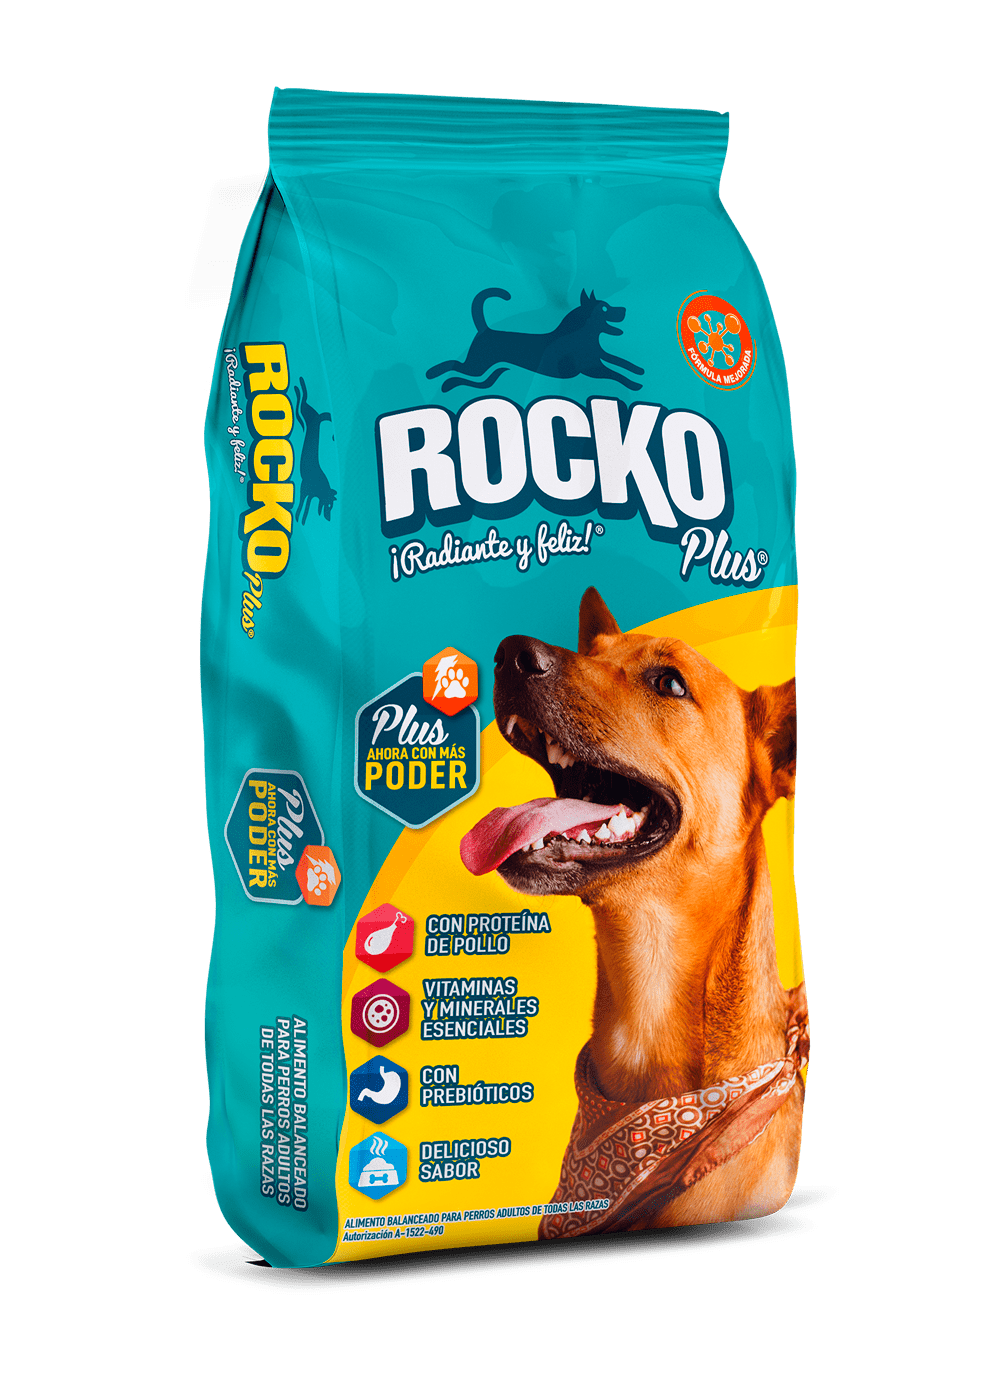 FÓRMULA MEJORADA
ROCKO
Plus®
¡Radiante y feliz!®
Plus
AHORA CON MÁS
PODER
CON PROTEÍNA
DE POLLO
VITAMINAS
Y MINERALES
ESENCIALES
CON
PREBIÓTICOS
DELICIOSO
SABOR
ALIMENTO BALANCEADO PARA PERROS ADULTOS DE TODAS LAS RAZAS
Autorización A-1522-490
ROCKO
Plus®
¡Radiante y feliz!®
Plus
AHORA CON MÁS
PODER
ALIMENTO BALANCEADO
PARA PERROS ADULTOS
DE TODAS LAS RAZAS